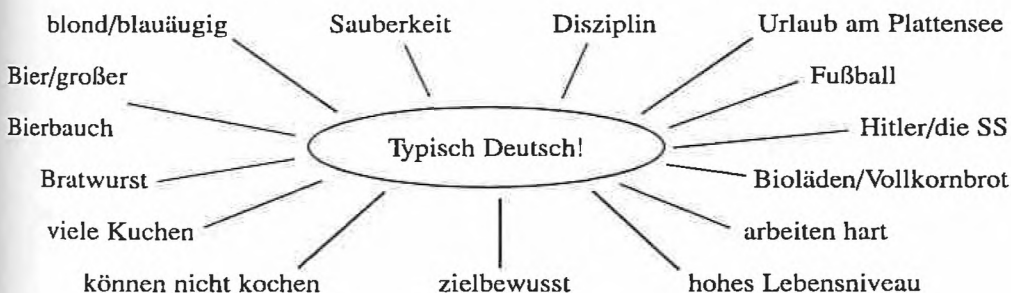 blond/blauäugig Sauberkeit Disziplin Urlaub am Plattensee
Bier/großer Fußball
Bierbauch Typisch Deutsch! Hitler/die SS
Bratwurst Bioläden/Vollkornbrot
viele Kuchen arbeiten hart
können nicht kochen zielbewusst hohes Lebensniveau